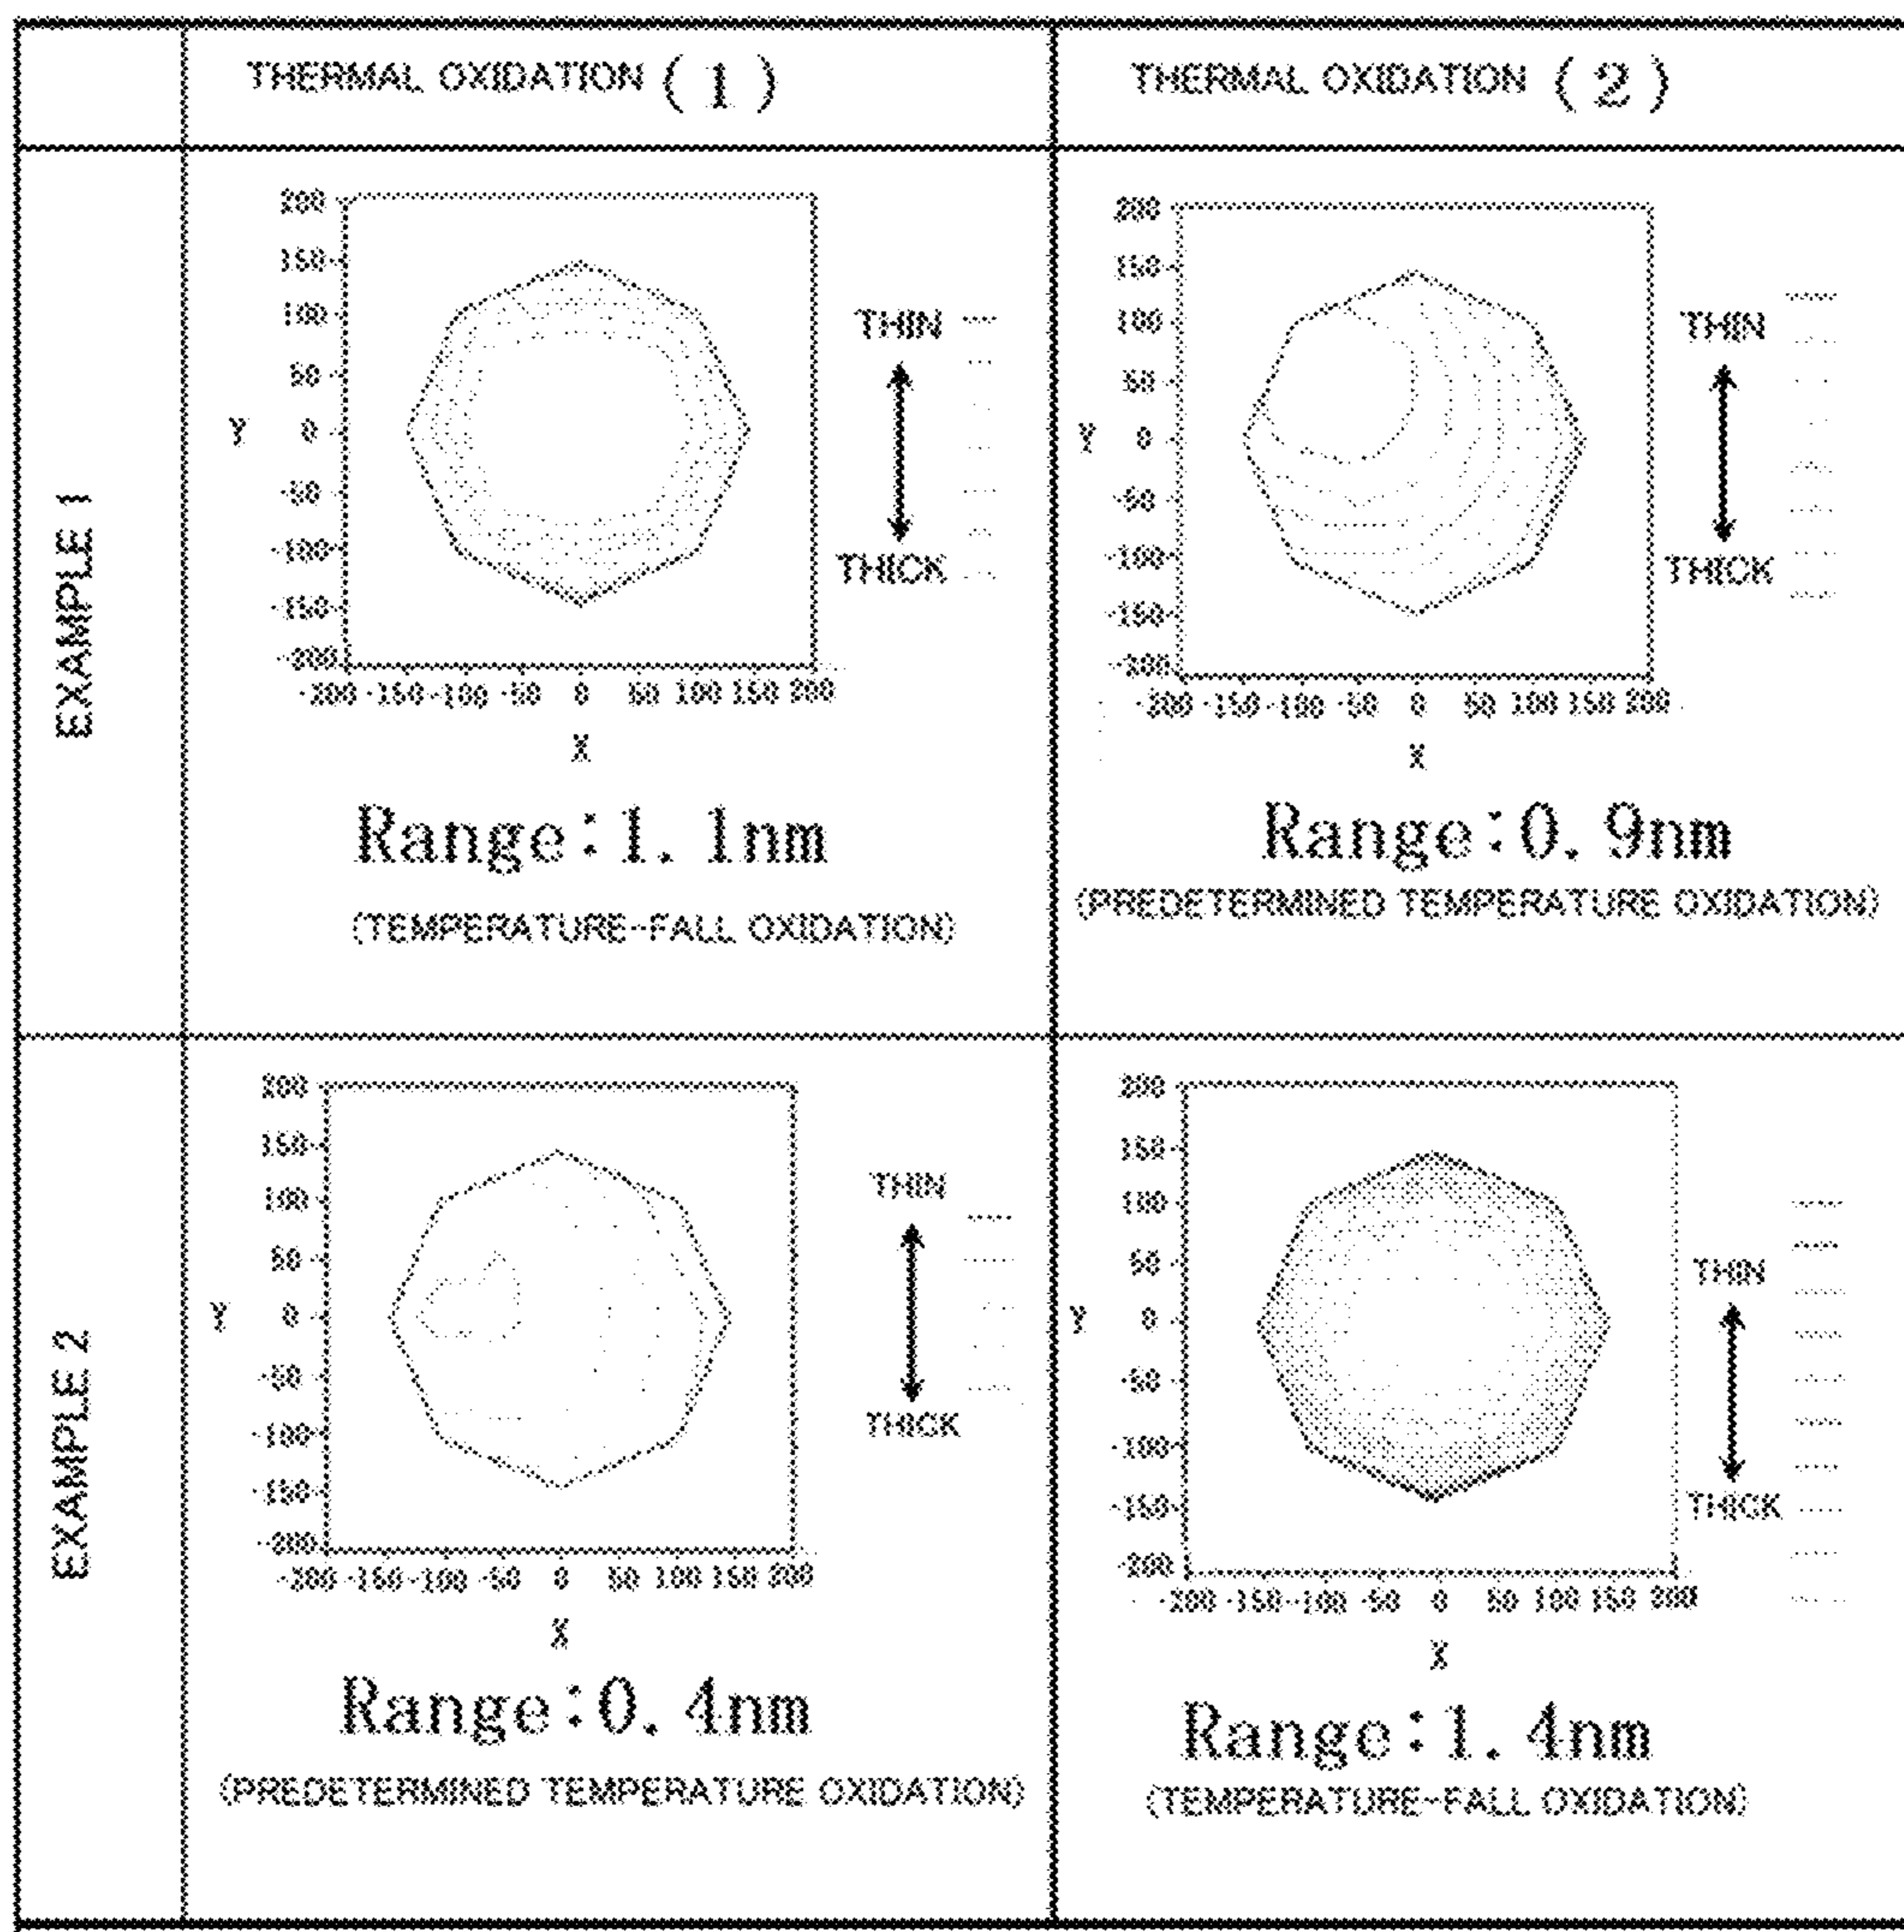 THERMAL OXIDATION (1)
THERMAL OXIDATION (2)
EXAMPLE 1
200
150
100
50
Y 0
-50
-100
-150
-200
-200 -150 -100 -50 0 50 100 150 200
X
THIN
THICK
Range:1.1nm
(TEMPERATURE-FALL OXIDATION)
200
150
100
50
Y 0
-50
-100
-150
-200
-200 -150 -100 -50 0 50 100 150 200
X
THIN
THICK
Range:0.9nm
(PREDETERMINED TEMPERATURE OXIDATION)
EXAMPLE 2
200
150
100
50
Y 0
-50
-100
-150
-200
-200 -150 -100 -50 0 50 100 150 200
X
THIN
THICK
Range:0.4nm
(PREDETERMINED TEMPERATURE OXIDATION)
200
150
100
50
Y 0
-50
-100
-150
-200
-200 -150 -100 -50 0 50 100 150 200
X
THIN
THICK
Range:1.4nm
(TEMPERATURE-FALL OXIDATION)